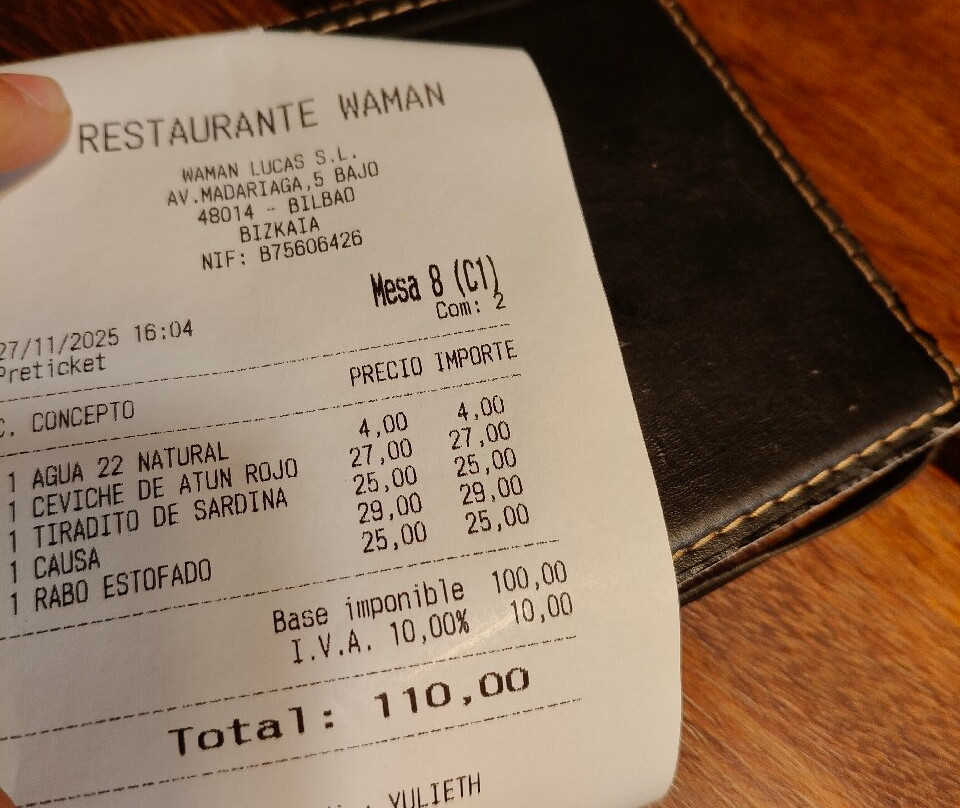 RESTAURANTE WAMAN
WAMAN LUCAS S.L.
AV.MADARIAGA,5 BAJO
48014 - BILBAO
BIZKAIA
NIF: B75606426
Mesa 8 (C1)
Com: 2
27/11/2025 16:04
Preticket
C. CONCEPTO PRECIO IMPORTE
1 AGUA 22 NATURAL 4,00 4,00
1 CEVICHE DE ATUN ROJO 27,00 27,00
1 TIRADITO DE SARDINA 25,00 25,00
1 CAUSA 29,00 29,00
1 RABO ESTOFADO 25,00 25,00
Base imponible 100,00
I.V.A. 10,00% 10,00
Total: 110,00
YULIETH